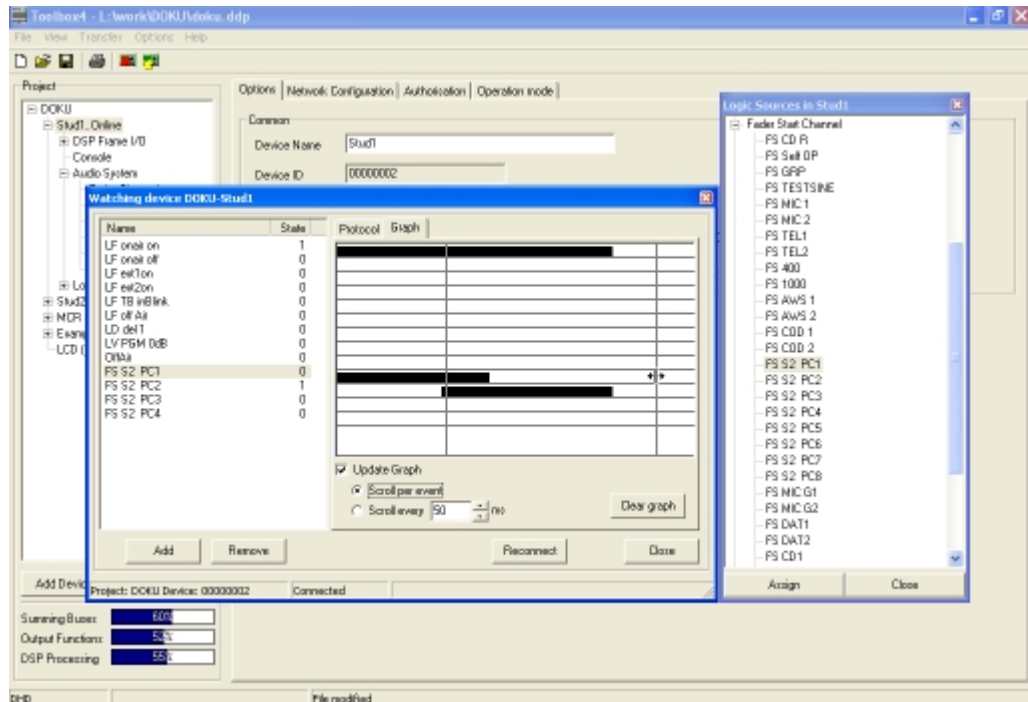 Toolbox4 - L:\work\DOKU\doku.ddp
File View Transfer Options Help
Project
DOKU
Stud1, Online
DSP Frame I/O
Console
Audio System
Stud2
MCR
LCD (
Add Devic
Summing Buses 60%
Output Functions
DSP Processing 55%
DHD
File modified
Options Network Configuration Authorisation Operation mode
Common
Device Name Stud1
Device ID 00000002
Watching device DOKU-Stud1
Name State
LF onair on 1
LF onair off 0
LF ext1on 0
LF ext2on 0
LF TB inBlink 0
LF off Air 0
LD del 1 0
LV PGM 0dB 0
OffAir 0
FS S2 PC1 0
FS S2 PC2 1
FS S2 PC3 0
FS S2 PC4 0
Protocol Graph
Update Graph
Scroll per event
Scroll every 50 ms
Clear graph
Add Remove Reconnect Close
Project: DOKU Device: 00000002 Connected
Logic Sources in Stud1
Fader Start Channel
FS CD R
FS Self OP
FS GRP
FS TESTSINE
FS MIC 1
FS MIC 2
FS TEL1
FS TEL2
FS 400
FS 1000
FS AWS 1
FS AWS 2
FS COD 1
FS COD 2
FS S2 PC1
FS S2 PC2
FS S2 PC3
FS S2 PC4
FS S2 PC5
FS S2 PC6
FS S2 PC7
FS S2 PC8
FS MIC G1
FS MIC G2
FS DAT1
FS DAT2
FS CD1
Assign Close